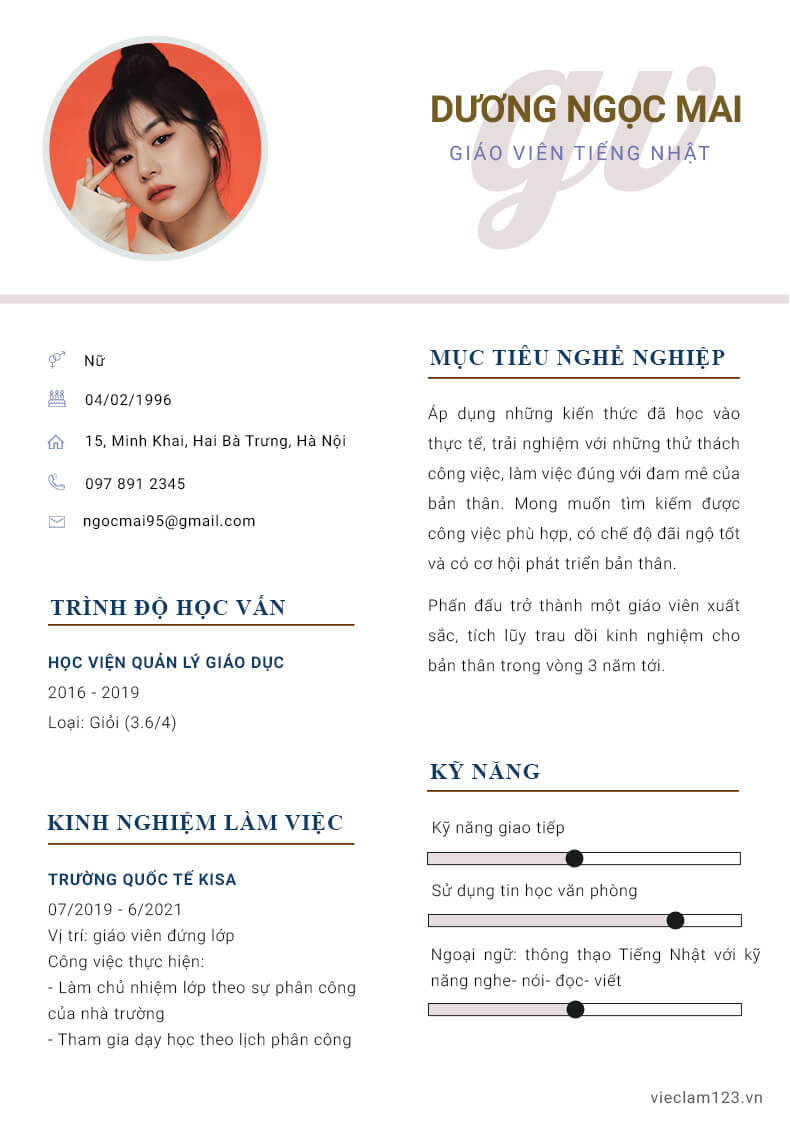 gv
DƯƠNG NGỌC MAI
GIÁO VIÊN TIẾNG NHẬT
Nữ
04/02/1996
15, Minh Khai, Hai Bà Trưng, Hà Nội
097 891 2345
ngocmai95@gmail.com
TRÌNH ĐỘ HỌC VẤN
HỌC VIỆN QUẢN LÝ GIÁO DỤC
2016 - 2019
Loại: Giỏi (3.6/4)
KINH NGHIỆM LÀM VIỆC
TRƯỜNG QUỐC TẾ KISA
07/2019 - 6/2021
Vị trí: giáo viên đứng lớp
Công việc thực hiện:
- Làm chủ nhiệm lớp theo sự phân công
của nhà trường
- Tham gia dạy học theo lịch phân công
MỤC TIÊU NGHỀ NGHIỆP
Áp dụng những kiến thức đã học vào
thực tế, trải nghiệm với những thử thách
công việc, làm việc đúng với đam mê của
bản thân. Mong muốn tìm kiếm được
công việc phù hợp, có chế độ đãi ngộ tốt
và có cơ hội phát triển bản thân.
Phấn đấu trở thành một giáo viên xuất
sắc, tích lũy trau dồi kinh nghiệm cho
bản thân trong vòng 3 năm tới.
KỸ NĂNG
Kỹ năng giao tiếp
Sử dụng tin học văn phòng
Ngoại ngữ: thông thạo Tiếng Nhật với kỹ
năng nghe- nói- đọc- viết
vieclam123.vn